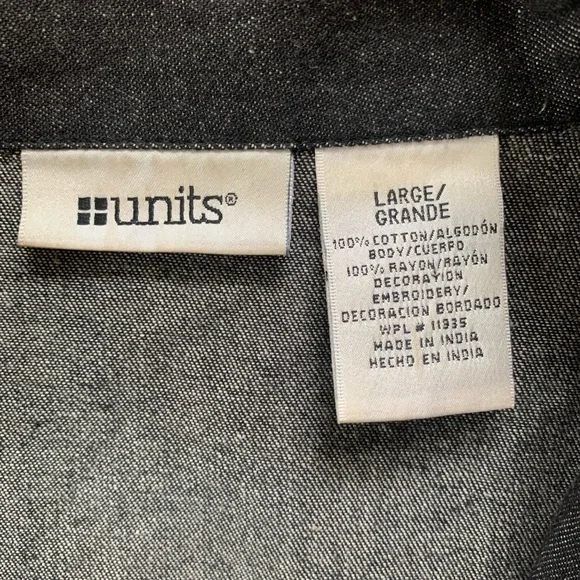 units®
LARGE/
GRANDE
100% COTTON/ALGODÓN
BODY/CUERPO
100% RAYON/RAYÓN
DECORATION
EMBROIDERY/
DECORACION BORDADO
WPL # 11935
MADE IN INDIA
HECHO EN INDIA